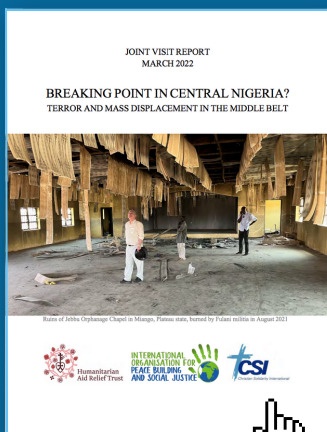 JOINT VISIT REPORT
MARCH 2022
BREAKING POINT IN CENTRAL NIGERIA?
TERROR AND MASS DISPLACEMENT IN THE MIDDLE BELT
Ruins of Jebbu Orphanage Chapel in Miango, Plateau state, burned by Fulani militia in August 2021
Humanitarian
Aid Relief Trust
INTERNATIONAL
ORGANISATION FOR
PEACE BUILDING
AND SOCIAL JUSTICE
CSI
Christian Solidarity International